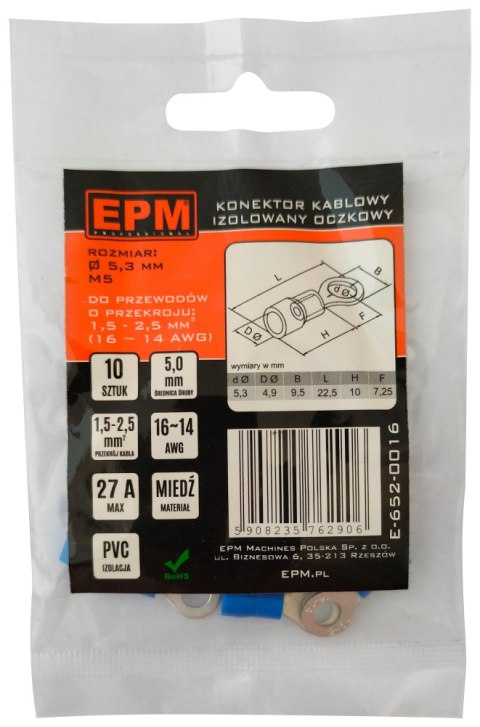 EPM
PROFESSIONAL
KONEKTOR KABLOWY
IZOLOWANY OCZKOWY
ROZMIAR:
Ø 5,3 MM
M5
DO PRZEWODÓW
O PRZEKROJU:
1,5 - 2,5 MM²
(16 ~ 14 AWG)
L
B
d Ø
D Ø
H
F
wymiary w mm
d Ø D Ø B L H F
5,3 4,9 9,5 22,5 10 7,25
10
SZTUK
5,0
mm
ŚREDNICA ŚRUBY
1,5-2,5
mm²
PRZEKRÓJ KABLA
16~14
AWG
27 A
MAX
MIEDŹ
MATERIAŁ
PVC
IZOLACJA
RoHS
5 908235 762906
E-652-0016
EPM MACHINES POLSKA SP. Z O.O.
UL. BIZNESOWA 6, 35-213 RZESZÓW
EPM.PL